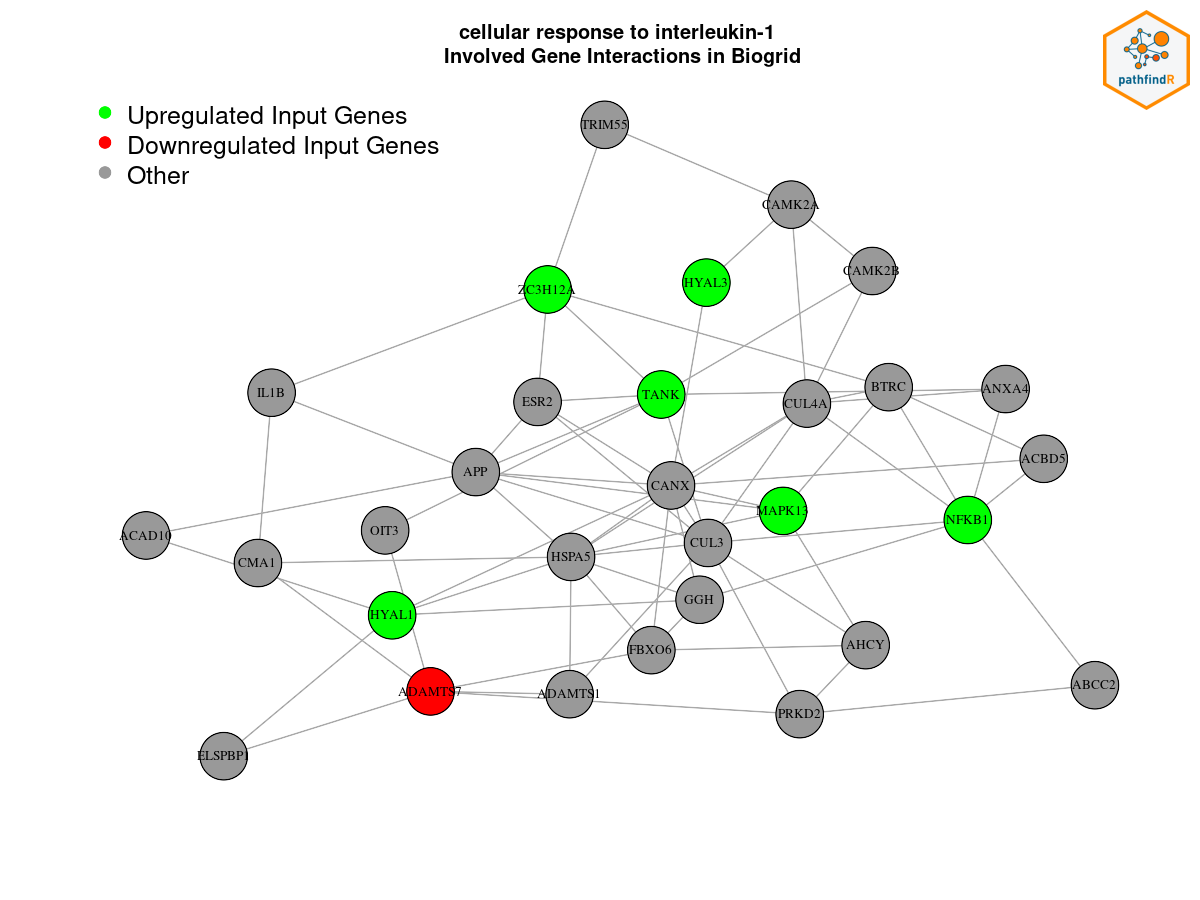 cellular response to interleukin-1
Involved Gene Interactions in Biogrid
pathfindR
Upregulated Input Genes
Downregulated Input Genes
Other
TRIM55
CAMK2A
CAMK2B
HYAL3
ZC3H12A
IL1B
ESR2
TANK
CUL4A
BTRC
ANXA4
ACBD5
APP
CANX
MAPK13
NFKB1
ACAD10
OIT3
CMA1
HSPA5
CUL3
HYAL1
GGH
FBXO6
AHCY
ADAMTS7
ADAMTS1
PRKD2
ABCC2
ELSPBP1